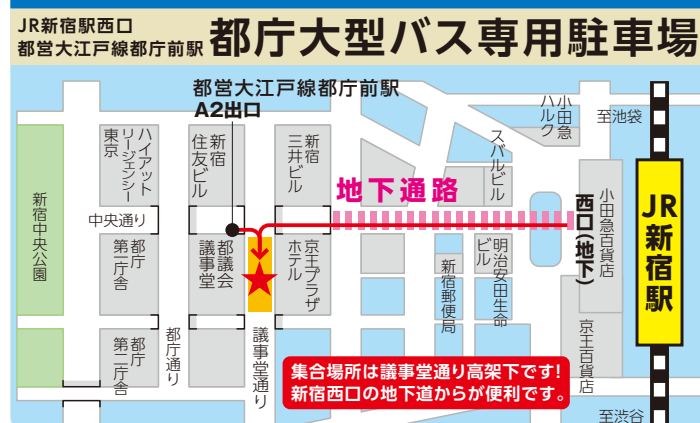 JR新宿駅西口
都営大江戸線都庁前駅
都庁大型バス専用駐車場
都営大江戸線都庁前駅
A2出口
小田急
ハルク
至池袋
ハイアット
リージェンシー
東京
新宿
住友ビル
新宿
三井ビル
スバルビル
地下通路
新宿中央公園
中央通り
都庁
第一庁舎
都議会
議事堂
京王プラザ
ホテル
新宿郵便局
明治安田生命
ビル
西口(地下)
小田急百貨店
JR
新宿駅
都庁
第二庁舎
都庁通り
議事堂通り
京王百貨店
集合場所は議事堂通り高架下です!
新宿西口の地下道からが便利です。
至渋谷